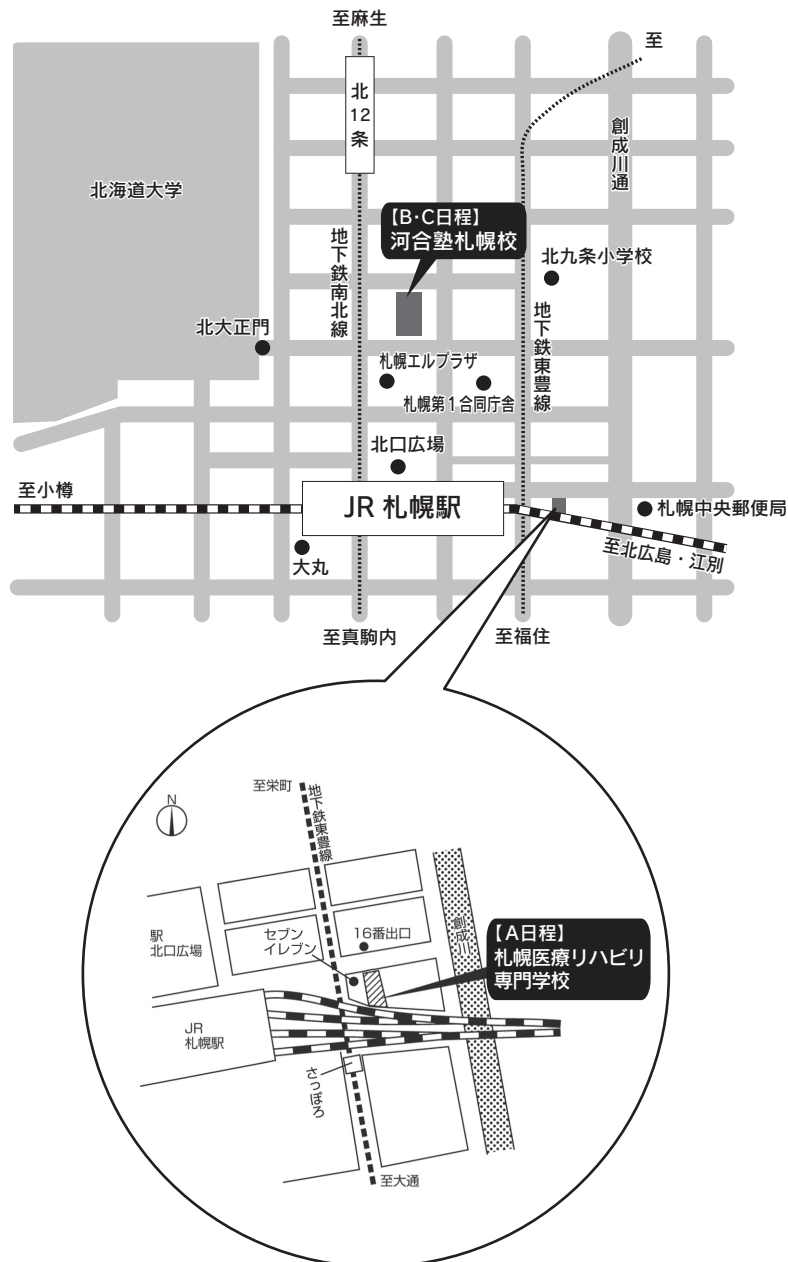 至麻生
至
北12条
創成川通
北海道大学
【B・C日程】
河合塾札幌校
地下鉄南北線
北九条小学校
地下鉄東豊線
北大正門
札幌エルプラザ
札幌第1合同庁舎
北口広場
至小樽
JR 札幌駅
札幌中央郵便局
至北広島・江別
大丸
至真駒内
至福住
至栄町
地下鉄東豊線
N
駅
北口広場
セブン
イレブン
16番出口
創成川
【A日程】
札幌医療リハビリ
専門学校
JR
札幌駅
さっぽろ
至大通